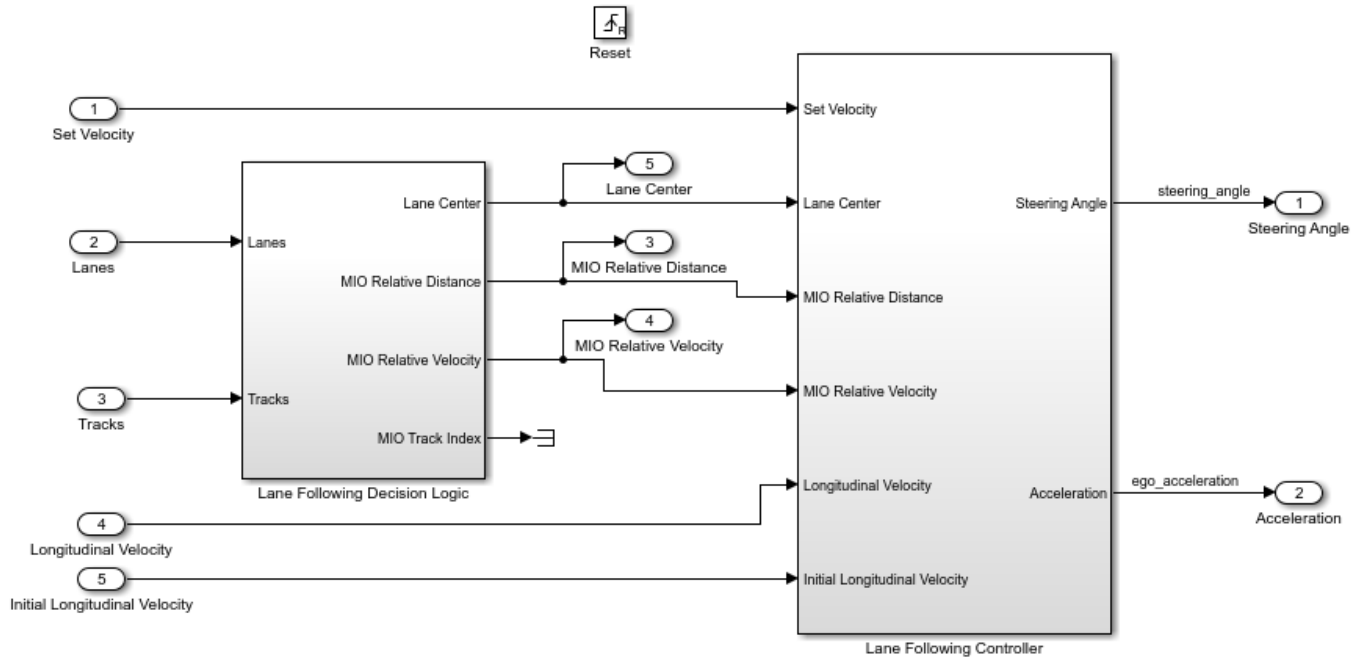 R
Reset
1
Set Velocity
Set Velocity
5
Lane Center
Lane Center
Lane Center
Steering Angle
steering_angle
1
Steering Angle
2
Lanes
Lanes
3
MIO Relative Distance
MIO Relative Distance
MIO Relative Distance
4
MIO Relative Velocity
MIO Relative Velocity
MIO Relative Velocity
3
Tracks
Tracks
MIO Track Index
Lane Following Decision Logic
Longitudinal Velocity
Acceleration
ego_acceleration
2
Acceleration
4
Longitudinal Velocity
5
Initial Longitudinal Velocity
Initial Longitudinal Velocity
Lane Following Controller